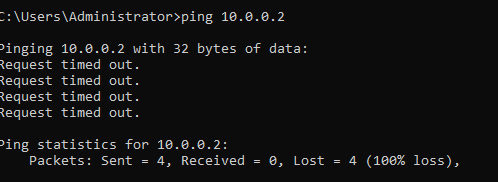 C:\Users\Administrator>ping 10.0.0.2
Pinging 10.0.0.2 with 32 bytes of data:
Request timed out.
Request timed out.
Request timed out.
Request timed out.
Ping statistics for 10.0.0.2:
    Packets: Sent = 4, Received = 0, Lost = 4 (100% loss),